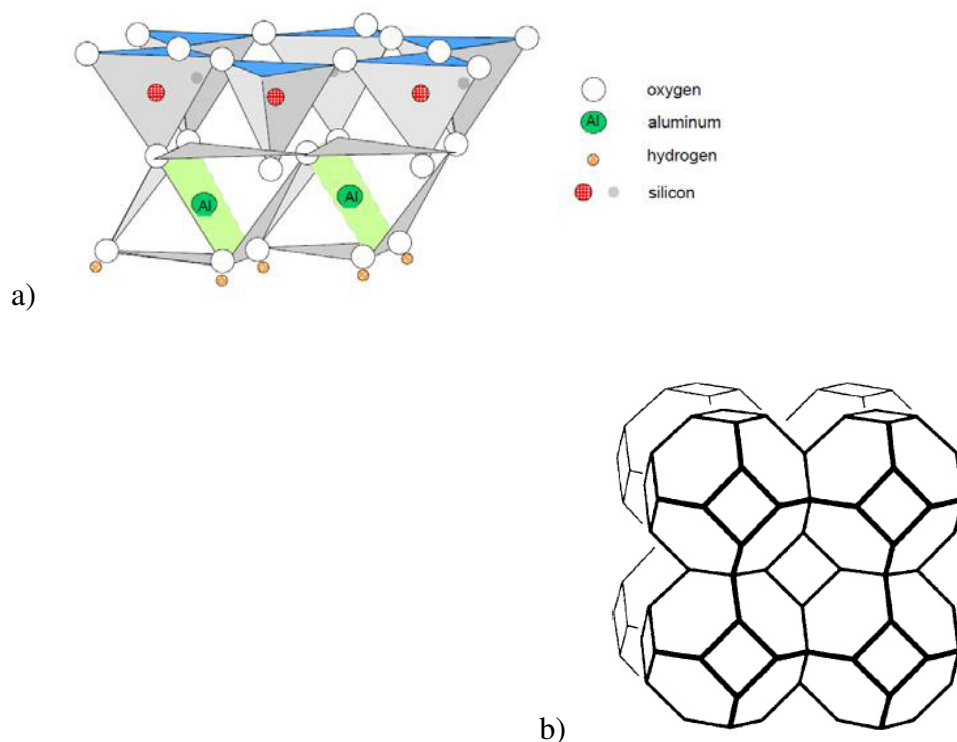 oxygen
Al aluminum
hydrogen
silicon
Al
Al
a)
b)